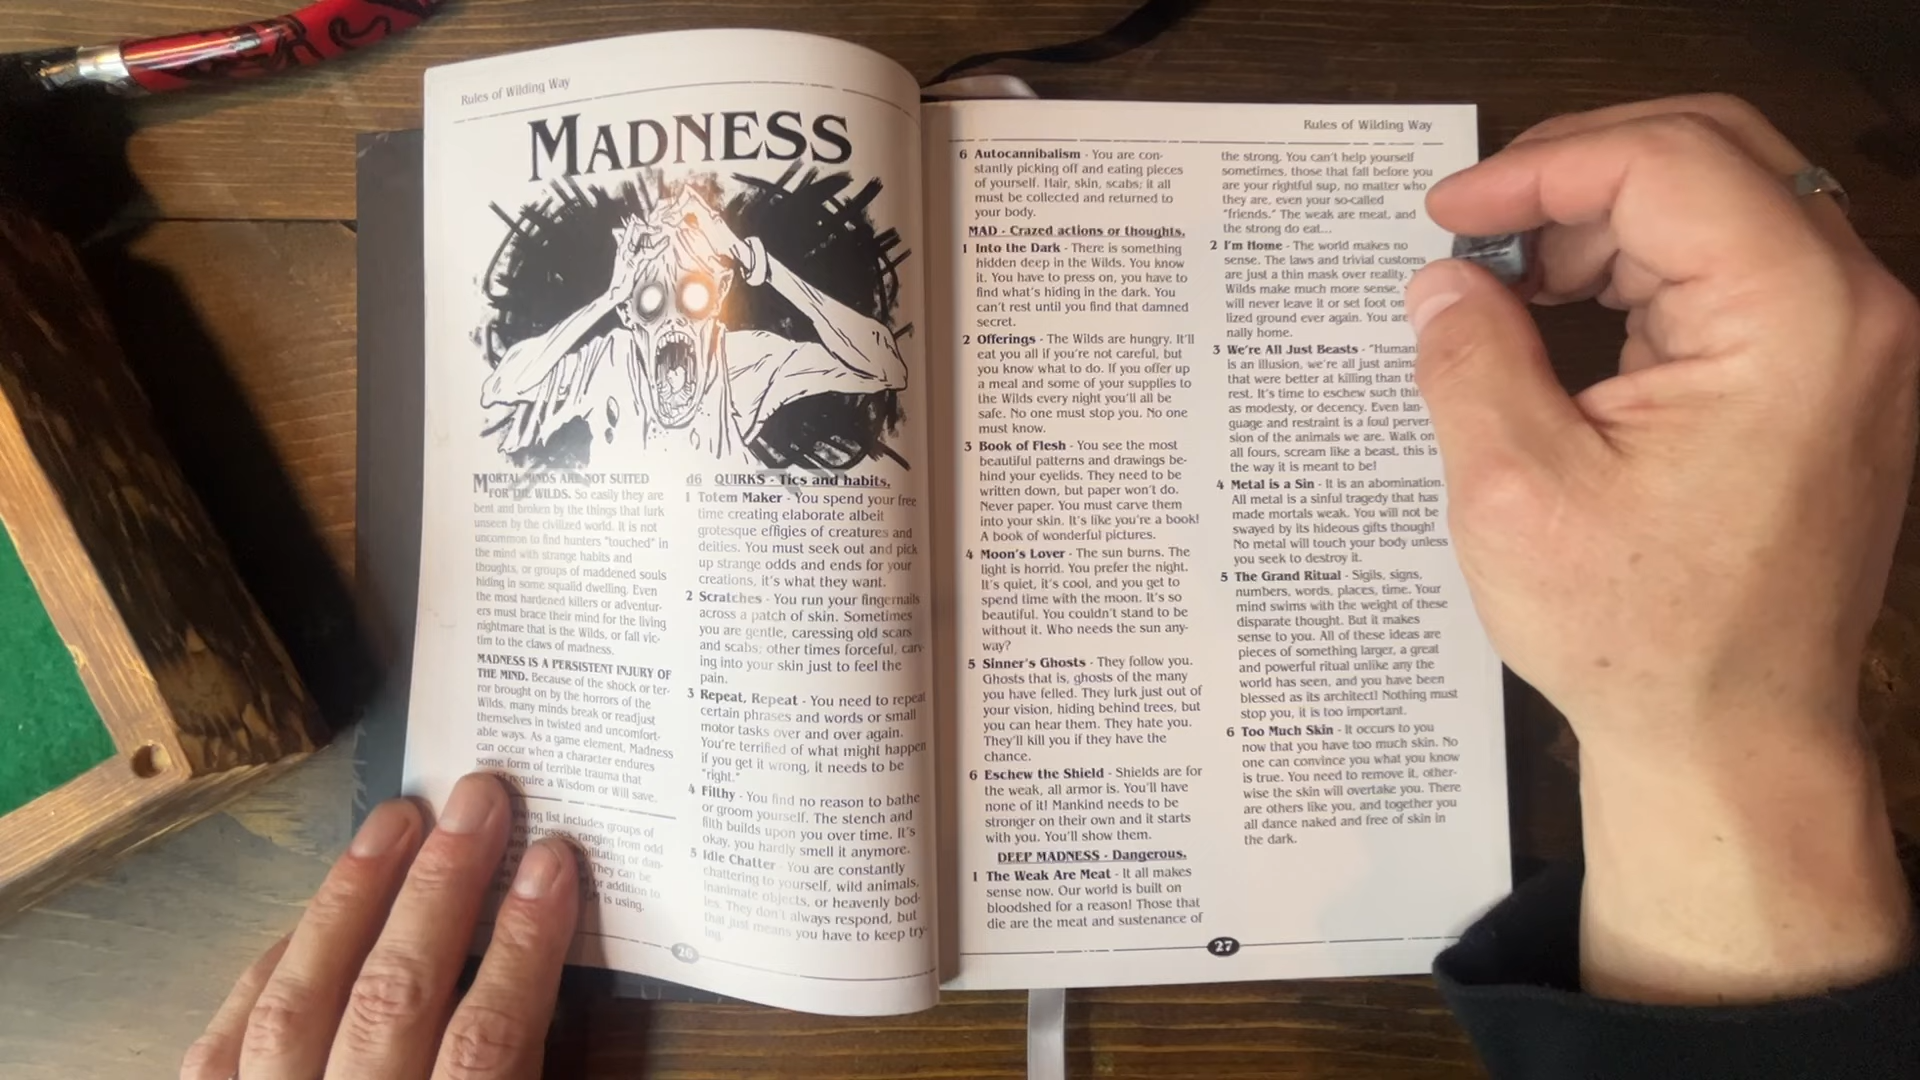 Rules of Wilding Way
MADNESS
MORTAL MINDS ARE NOT SUITED
FOR THE WILDS. So easily they are
bent and broken by the things that lurk
unseen by the civilized world. It is not
uncommon to find hunters "touched" in
the mind with strange habits and
thoughts, or groups of maddened souls
hiding in some squalid dwelling. Even
the most hardened killers or adventur-
ers must brace their mind for the living
nightmare that is the Wilds, or fall vic-
tim to the claws of madness.
MADNESS IS A PERSISTENT INJURY OF
THE MIND. Because of the shock or ter-
ror brought on by the horrors of the
Wilds, many minds break or readjust
themselves in twisted and uncomfort-
able ways. As a game element, Madness
can occur when a character endures
some form of terrible trauma that
require a Wisdom or Will save.
list includes groups of
madnesses, ranging from odd
or dan-
They can be
or addition to
is using.
d6 QUIRKS - Tics and habits.
1 Totem Maker - You spend your free
time creating elaborate albeit
grotesque effigies of creatures and
deities. You must seek out and pick
up strange odds and ends for your
creations, it's what they want.
2 Scratches - You run your fingernails
across a patch of skin. Sometimes
you are gentle, caressing old scars
and scabs; other times forceful, carv-
ing into your skin just to feel the
pain.
3 Repeat, Repeat - You need to repeat
certain phrases and words or small
motor tasks over and over again.
You're terrified of what might happen
if you get it wrong, it needs to be
"right."
4 Filthy - You find no reason to bathe
or groom yourself. The stench and
filth builds upon you over time. It's
okay, you hardly smell it anymore.
5 Idle Chatter - You are constantly
chattering to yourself, wild animals,
inanimate objects, or heavenly bod-
ies. They don't always respond, but
that just means you have to keep try-
ing.
26
Rules of Wilding Way
6 Autocannibalism - You are con-
stantly picking off and eating pieces
of yourself. Hair, skin, scabs; it all
must be collected and returned to
your body.
MAD - Crazed actions or thoughts.
1 Into the Dark - There is something
hidden deep in the Wilds. You know
it. You have to press on, you have to
find what's hiding in the dark. You
can't rest until you find that damned
secret.
2 Offerings - The Wilds are hungry. It'll
eat you all if you're not careful, but
you know what to do. If you offer up
a meal and some of your supplies to
the Wilds every night you'll all be
safe. No one must stop you. No one
must know.
3 Book of Flesh - You see the most
beautiful patterns and drawings be-
hind your eyelids. They need to be
written down, but paper won't do.
Never paper. You must carve them
into your skin. It's like you're a book!
A book of wonderful pictures.
4 Moon's Lover - The sun burns. The
light is horrid. You prefer the night.
It's quiet, it's cool, and you get to
spend time with the moon. It's so
beautiful. You couldn't stand to be
without it. Who needs the sun any-
way?
5 Sinner's Ghosts - They follow you.
Ghosts that is, ghosts of the many
you have felled. They lurk just out of
your vision, hiding behind trees, but
you can hear them. They hate you.
They'll kill you if they have the
chance.
6 Eschew the Shield - Shields are for
the weak, all armor is. You'll have
none of it! Mankind needs to be
stronger on their own and it starts
with you. You'll show them.
DEEP MADNESS - Dangerous.
1 The Weak Are Meat - It all makes
sense now. Our world is built on
bloodshed for a reason! Those that
die are the meat and sustenance of
the strong. You can't help yourself
sometimes, those that fall before you
are your rightful sup, no matter who
they are, even your so-called
"friends." The weak are meat, and
the strong do eat...
2 I'm Home - The world makes no
sense. The laws and trivial customs
are just a thin mask over reality.
Wilds make much more sense,
will never leave it or set foot on
lized ground ever again. You are
nally home.
3 We're All Just Beasts -
is an illusion, we're all just
that were better at killing than
rest. It's time to eschew such
as modesty, or decency. Even lan-
guage and restraint is a foul perver-
sion of the animals we are. Walk on
all fours, scream like a beast, this is
the way it is meant to be!
4 Metal is a Sin - It is an abomination.
All metal is a sinful tragedy that has
made mortals weak. You will not be
swayed by its hideous gifts though!
No metal will touch your body unless
you seek to destroy it.
5 The Grand Ritual - Sigils, signs,
numbers, words, places, time. Your
mind swims with the weight of these
disparate thought. But it makes
sense to you. All of these ideas are
pieces of something larger, a great
and powerful ritual unlike any the
world has seen, and you have been
blessed as its architect! Nothing must
stop you, it is too important.
6 Too Much Skin - It occurs to you
now that you have too much skin. No
one can convince you what you know
is true. You need to remove it, other-
wise the skin will overtake you. There
are others like you, and together you
all dance naked and free of skin in
the dark.
27